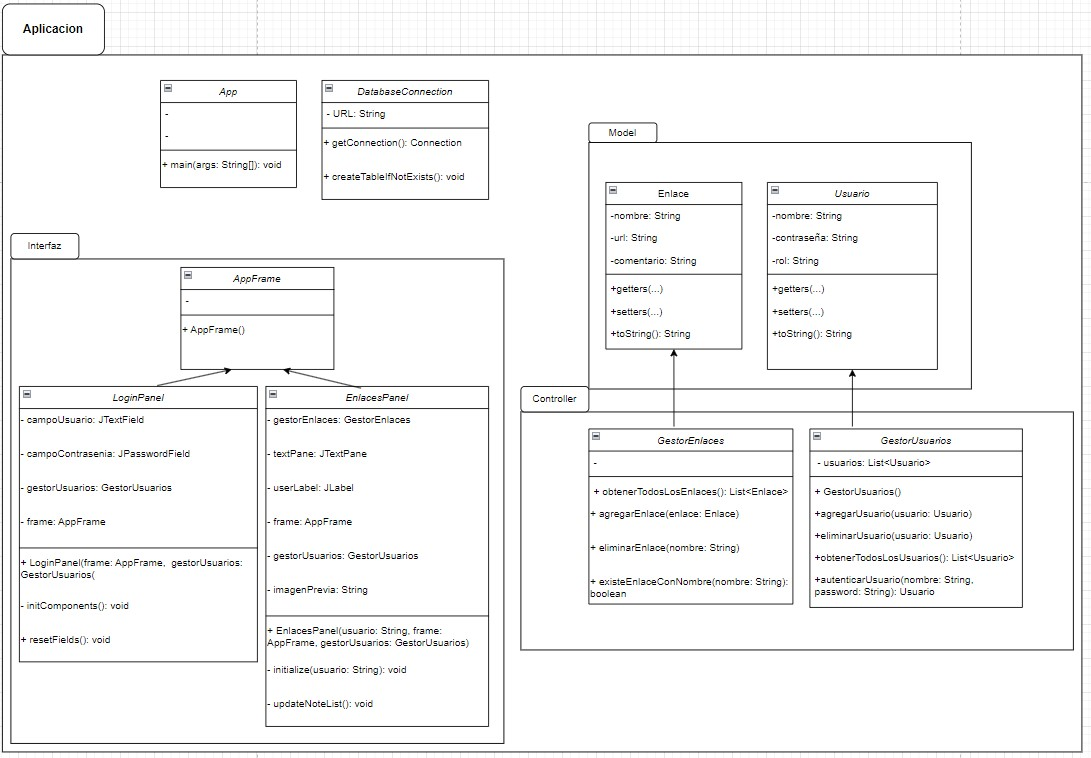 Aplicacion
App
-
-
+ main(args: String[]): void
DatabaseConnection
- URL: String
+ getConnection(): Connection
+ createTableIfNotExists(): void
Model
Enlace
-nombre: String
-url: String
-comentario: String
+getters(...)
+setters(...)
+toString(): String
Usuario
-nombre: String
-contraseña: String
-rol: String
+getters(...)
+setters(...)
+toString(): String
Interfaz
AppFrame
-
+ AppFrame()
LoginPanel
- campoUsuario: JTextField
- campoContrasenia: JPasswordField
- gestorUsuarios: GestorUsuarios
- frame: AppFrame
+ LoginPanel(frame: AppFrame, gestorUsuarios:
GestorUsuarios(
- initComponents(): void
+ resetFields(): void
EnlacesPanel
- gestorEnlaces: GestorEnlaces
- textPane: JTextPane
- userLabel: JLabel
- frame: AppFrame
- gestorUsuarios: GestorUsuarios
- imagenPrevia: String
+ EnlacesPanel(usuario: String, frame:
AppFrame, gestorUsuarios: GestorUsuarios)
- initialize(usuario: String): void
- updateNoteList(): void
Controller
GestorEnlaces
-
+ obtenerTodosLosEnlaces(): List<Enlace>
+ agregarEnlace(enlace: Enlace)
+ eliminarEnlace(nombre: String)
+ existeEnlaceConNombre(nombre: String):
boolean
GestorUsuarios
- usuarios: List<Usuario>
+ GestorUsuarios()
+agregarUsuario(usuario: Usuario)
+eliminarUsuario(usuario: Usuario)
+obtenerTodosLosUsuarios(): List<Usuario>
+autenticarUsuario(nombre: String,
password: String): Usuario